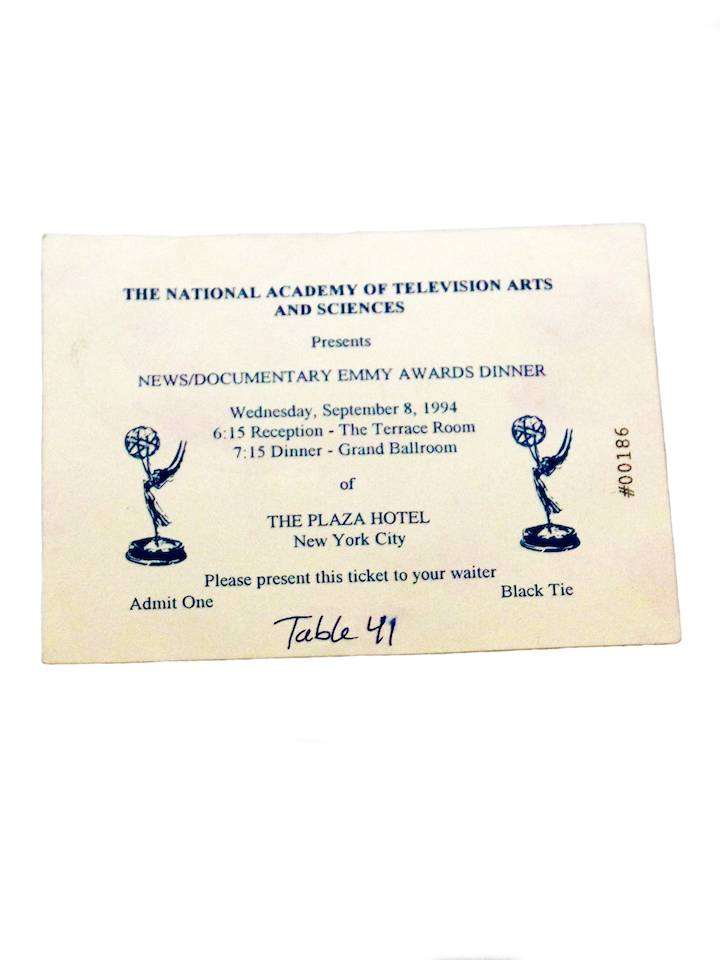 THE NATIONAL ACADEMY OF TELEVISION ARTS
AND SCIENCES
Presents
NEWS/DOCUMENTARY EMMY AWARDS DINNER
Wednesday, September 8, 1994
6:15 Reception - The Terrace Room
7:15 Dinner - Grand Ballroom
of
THE PLAZA HOTEL
New York City
Please present this ticket to your waiter
Admit One
Black Tie
Table 41
#00186